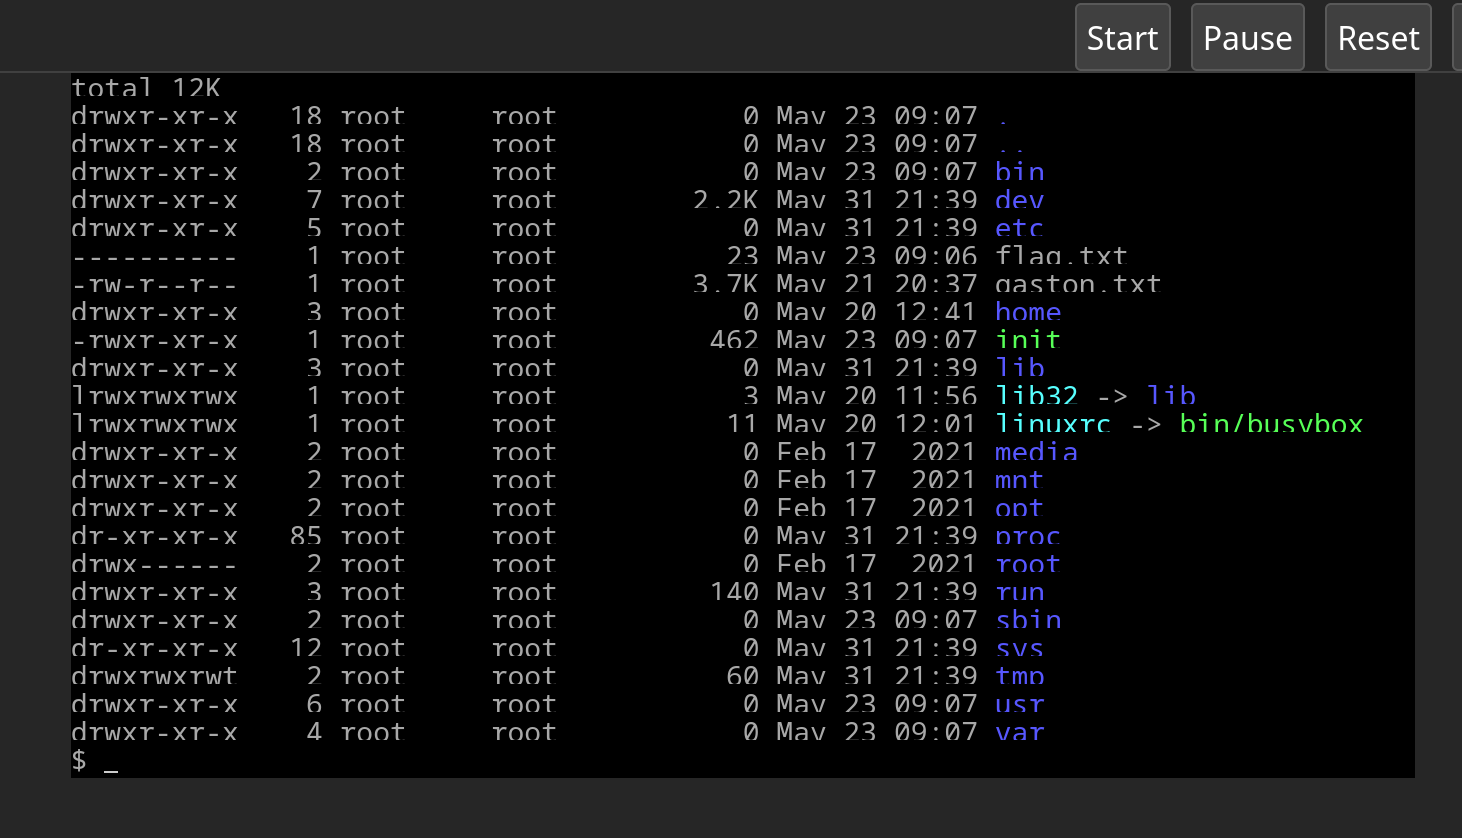 Start Pause Reset
total 12K
drwxr-xr-x   18 root     root            0 May 23 09:07 .
drwxr-xr-x   18 root     root            0 May 23 09:07 ..
drwxr-xr-x    2 root     root            0 May 23 09:07 bin
drwxr-xr-x    7 root     root         2.2K May 31 21:39 dev
drwxr-xr-x    5 root     root            0 May 31 21:39 etc
----------    1 root     root           23 May 23 09:06 flag.txt
-rw-r--r--    1 root     root         3.7K May 21 20:37 gaston.txt
drwxr-xr-x    3 root     root            0 May 20 12:41 home
-rwxr-xr-x    1 root     root          462 May 23 09:07 init
drwxr-xr-x    3 root     root            0 May 31 21:39 lib
lrwxrwxrwx    1 root     root            3 May 20 11:56 lib32 -> lib
lrwxrwxrwx    1 root     root           11 May 20 12:01 linuxrc -> bin/busybox
drwxr-xr-x    2 root     root            0 Feb 17  2021 media
drwxr-xr-x    2 root     root            0 Feb 17  2021 mnt
drwxr-xr-x    2 root     root            0 Feb 17  2021 opt
dr-xr-xr-x   85 root     root            0 May 31 21:39 proc
drwx------    2 root     root            0 Feb 17  2021 root
drwxr-xr-x    3 root     root          140 May 31 21:39 run
drwxr-xr-x    2 root     root            0 May 23 09:07 sbin
dr-xr-xr-x   12 root     root            0 May 31 21:39 sys
drwxrwxrwt    2 root     root           60 May 31 21:39 tmp
drwxr-xr-x    6 root     root            0 May 23 09:07 usr
drwxr-xr-x    4 root     root            0 May 23 09:07 var
$ _